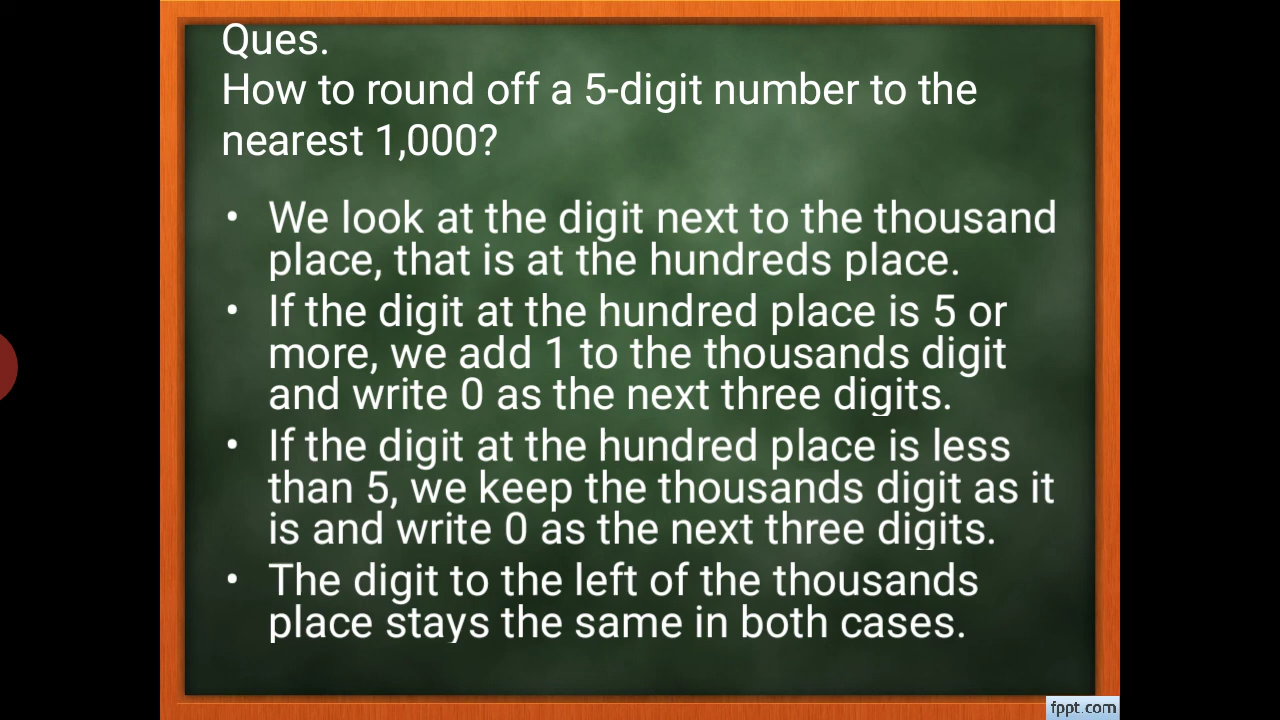 Ques.
How to round off a 5-digit number to the
nearest 1,000?
• We look at the digit next to the thousand
place, that is at the hundreds place.
• If the digit at the hundred place is 5 or
more, we add 1 to the thousands digit
and write 0 as the next three digits.
• If the digit at the hundred place is less
than 5, we keep the thousands digit as it
is and write 0 as the next three digits.
• The digit to the left of the thousands
place stays the same in both cases.
fppt.com